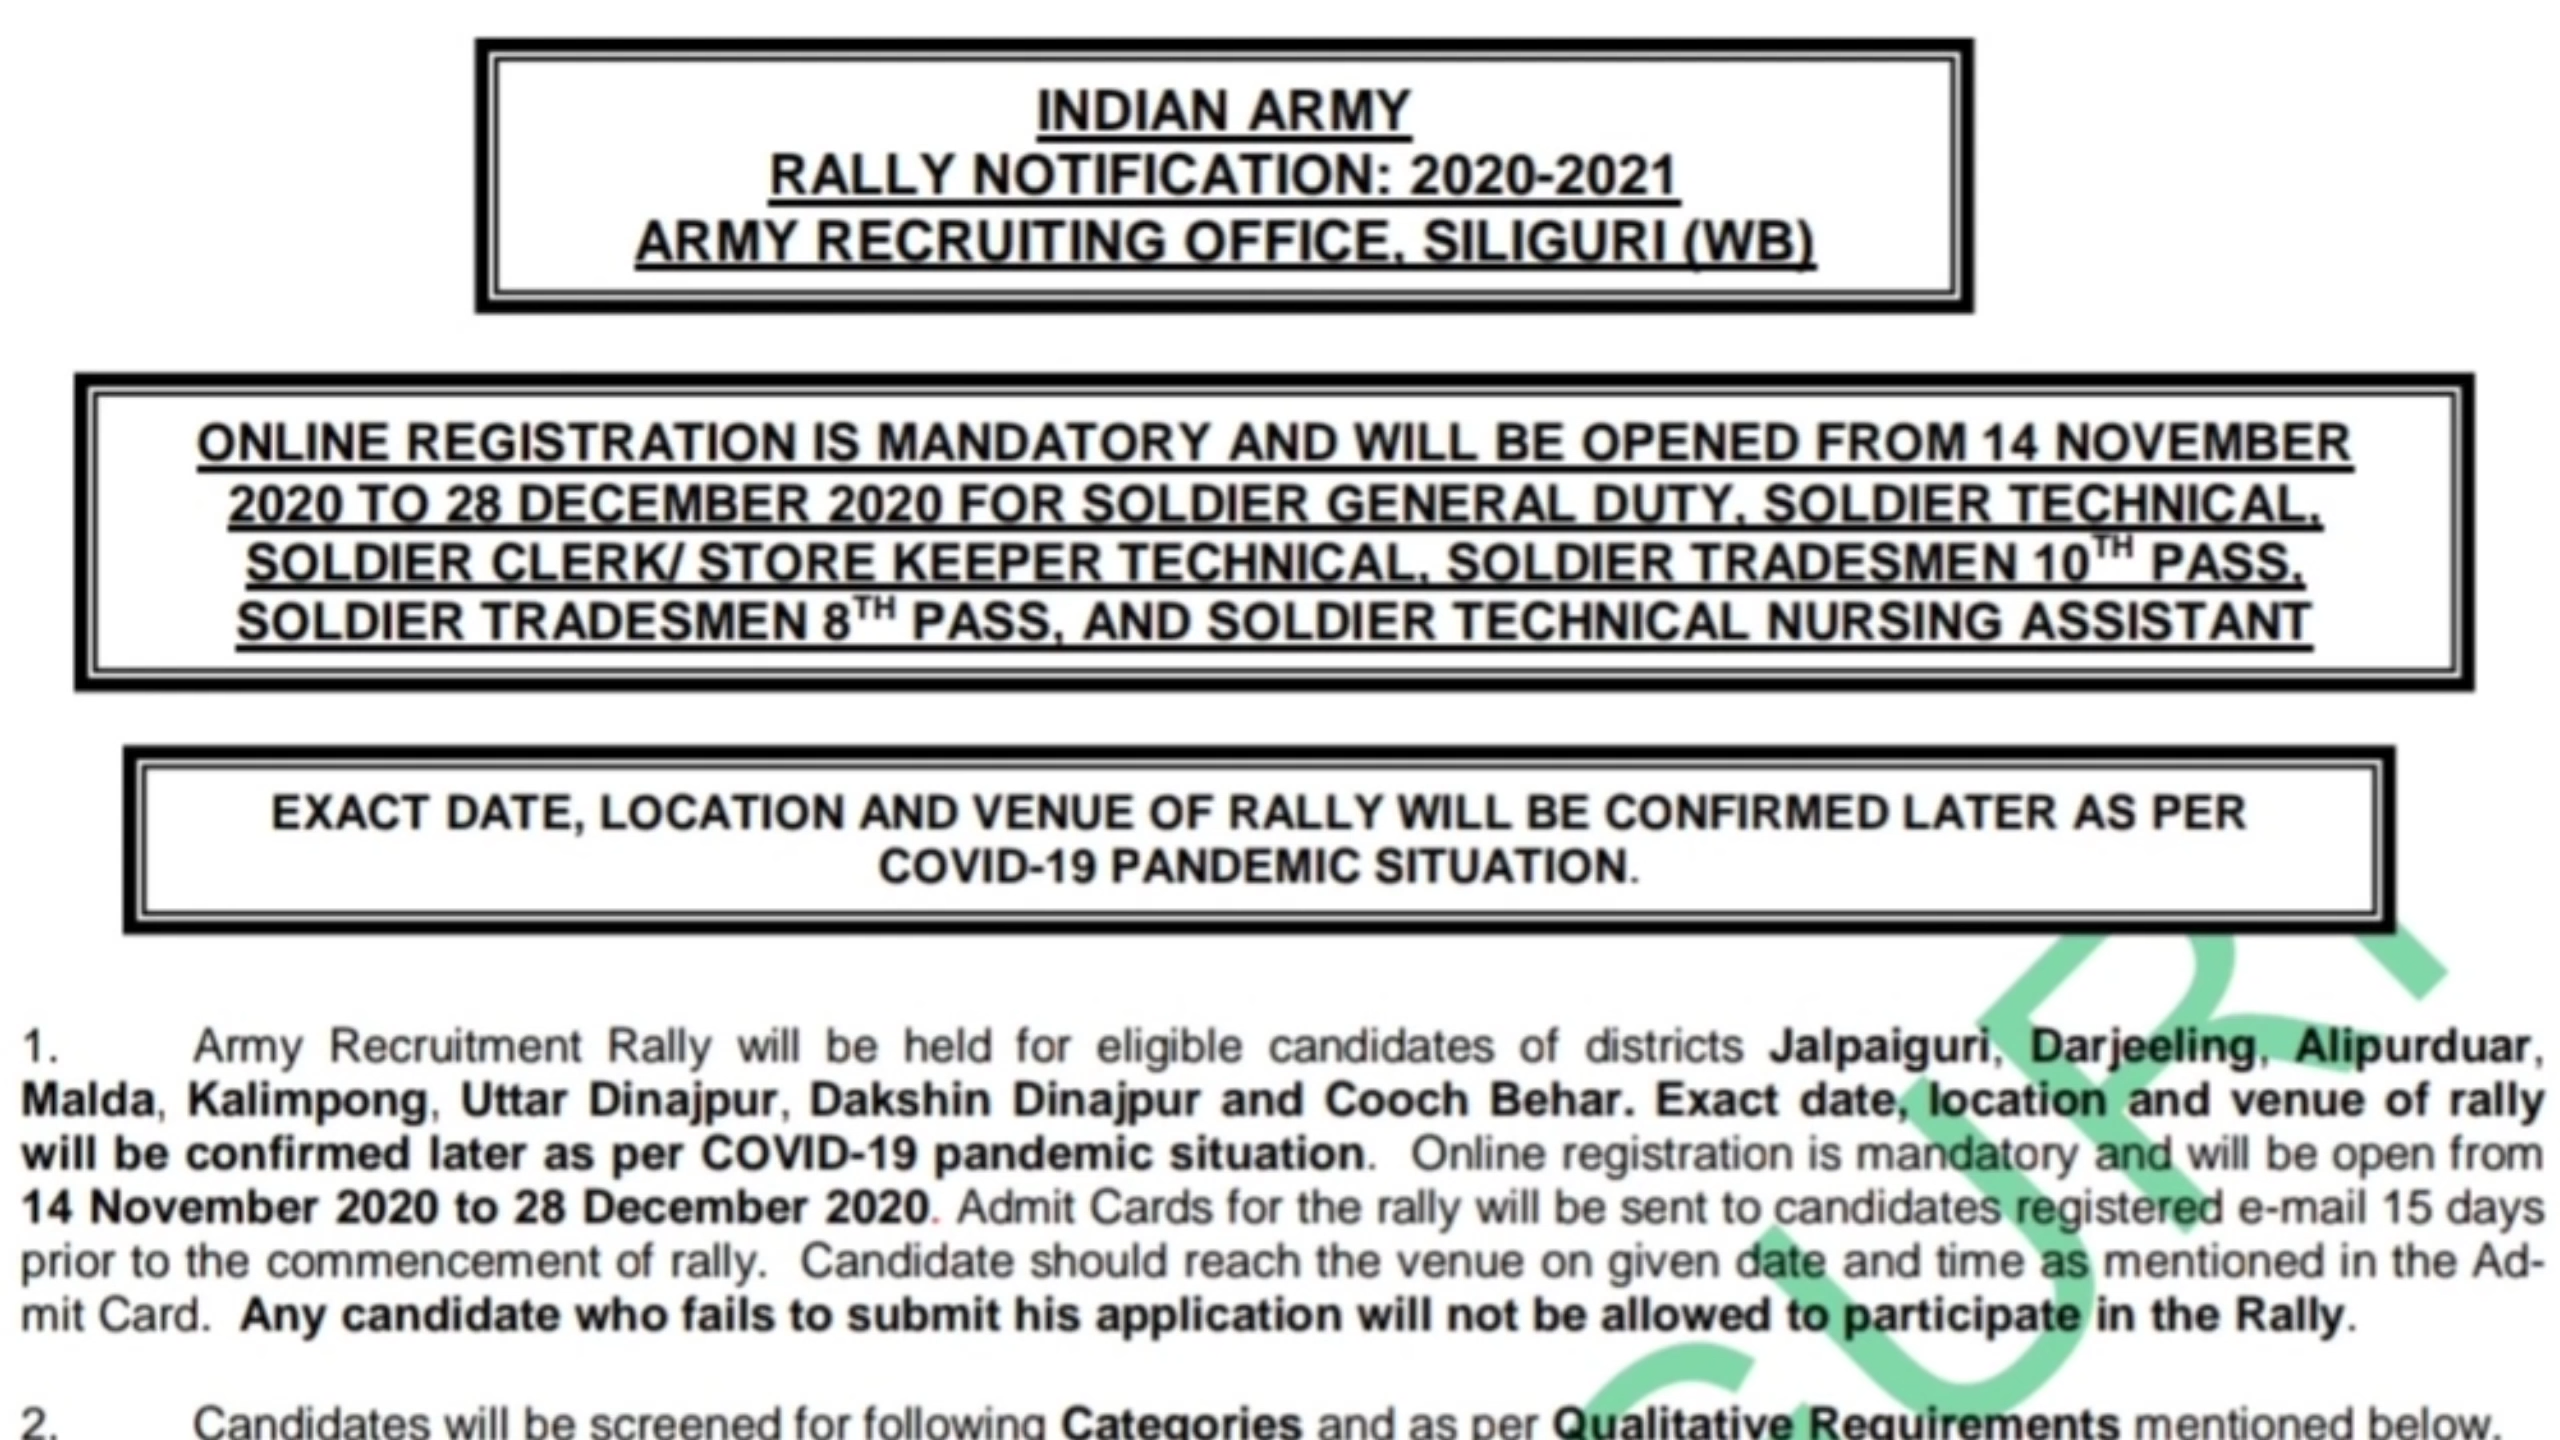 INDIAN ARMY
RALLY NOTIFICATION: 2020-2021
ARMY RECRUITING OFFICE, SILIGURI (WB)
ONLINE REGISTRATION IS MANDATORY AND WILL BE OPENED FROM 14 NOVEMBER
2020 TO 28 DECEMBER 2020 FOR SOLDIER GENERAL DUTY, SOLDIER TECHNICAL,
SOLDIER CLERK/ STORE KEEPER TECHNICAL, SOLDIER TRADESMEN 10TH PASS,
SOLDIER TRADESMEN 8TH PASS, AND SOLDIER TECHNICAL NURSING ASSISTANT
EXACT DATE, LOCATION AND VENUE OF RALLY WILL BE CONFIRMED LATER AS PER
COVID-19 PANDEMIC SITUATION.
1. Army Recruitment Rally will be held for eligible candidates of districts Jalpaiguri, Darjeeling, Alipurduar,
Malda, Kalimpong, Uttar Dinajpur, Dakshin Dinajpur and Cooch Behar. Exact date, location and venue of rally
will be confirmed later as per COVID-19 pandemic situation. Online registration is mandatory and will be open from
14 November 2020 to 28 December 2020. Admit Cards for the rally will be sent to candidates registered e-mail 15 days
prior to the commencement of rally. Candidate should reach the venue on given date and time as mentioned in the Ad-
mit Card. Any candidate who fails to submit his application will not be allowed to participate in the Rally.
2. Candidates will be screened for following Categories and as per Qualitative Requirements mentioned below.